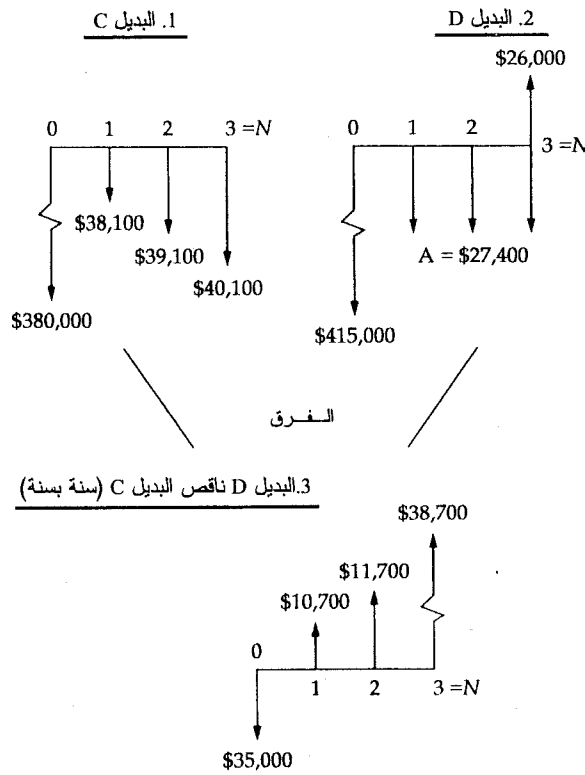 1. البديل C
2. البديل D
$26,000
0 1 2 3 =N
0 1 2 3 =N
$38,100
$39,100
A = $27,400
$40,100
$380,000
$415,000
الــفــرق
3.البديل D ناقص البديل C (سنة بسنة)
$38,700
$11,700
$10,700
0
1 2 3 =N
$35,000